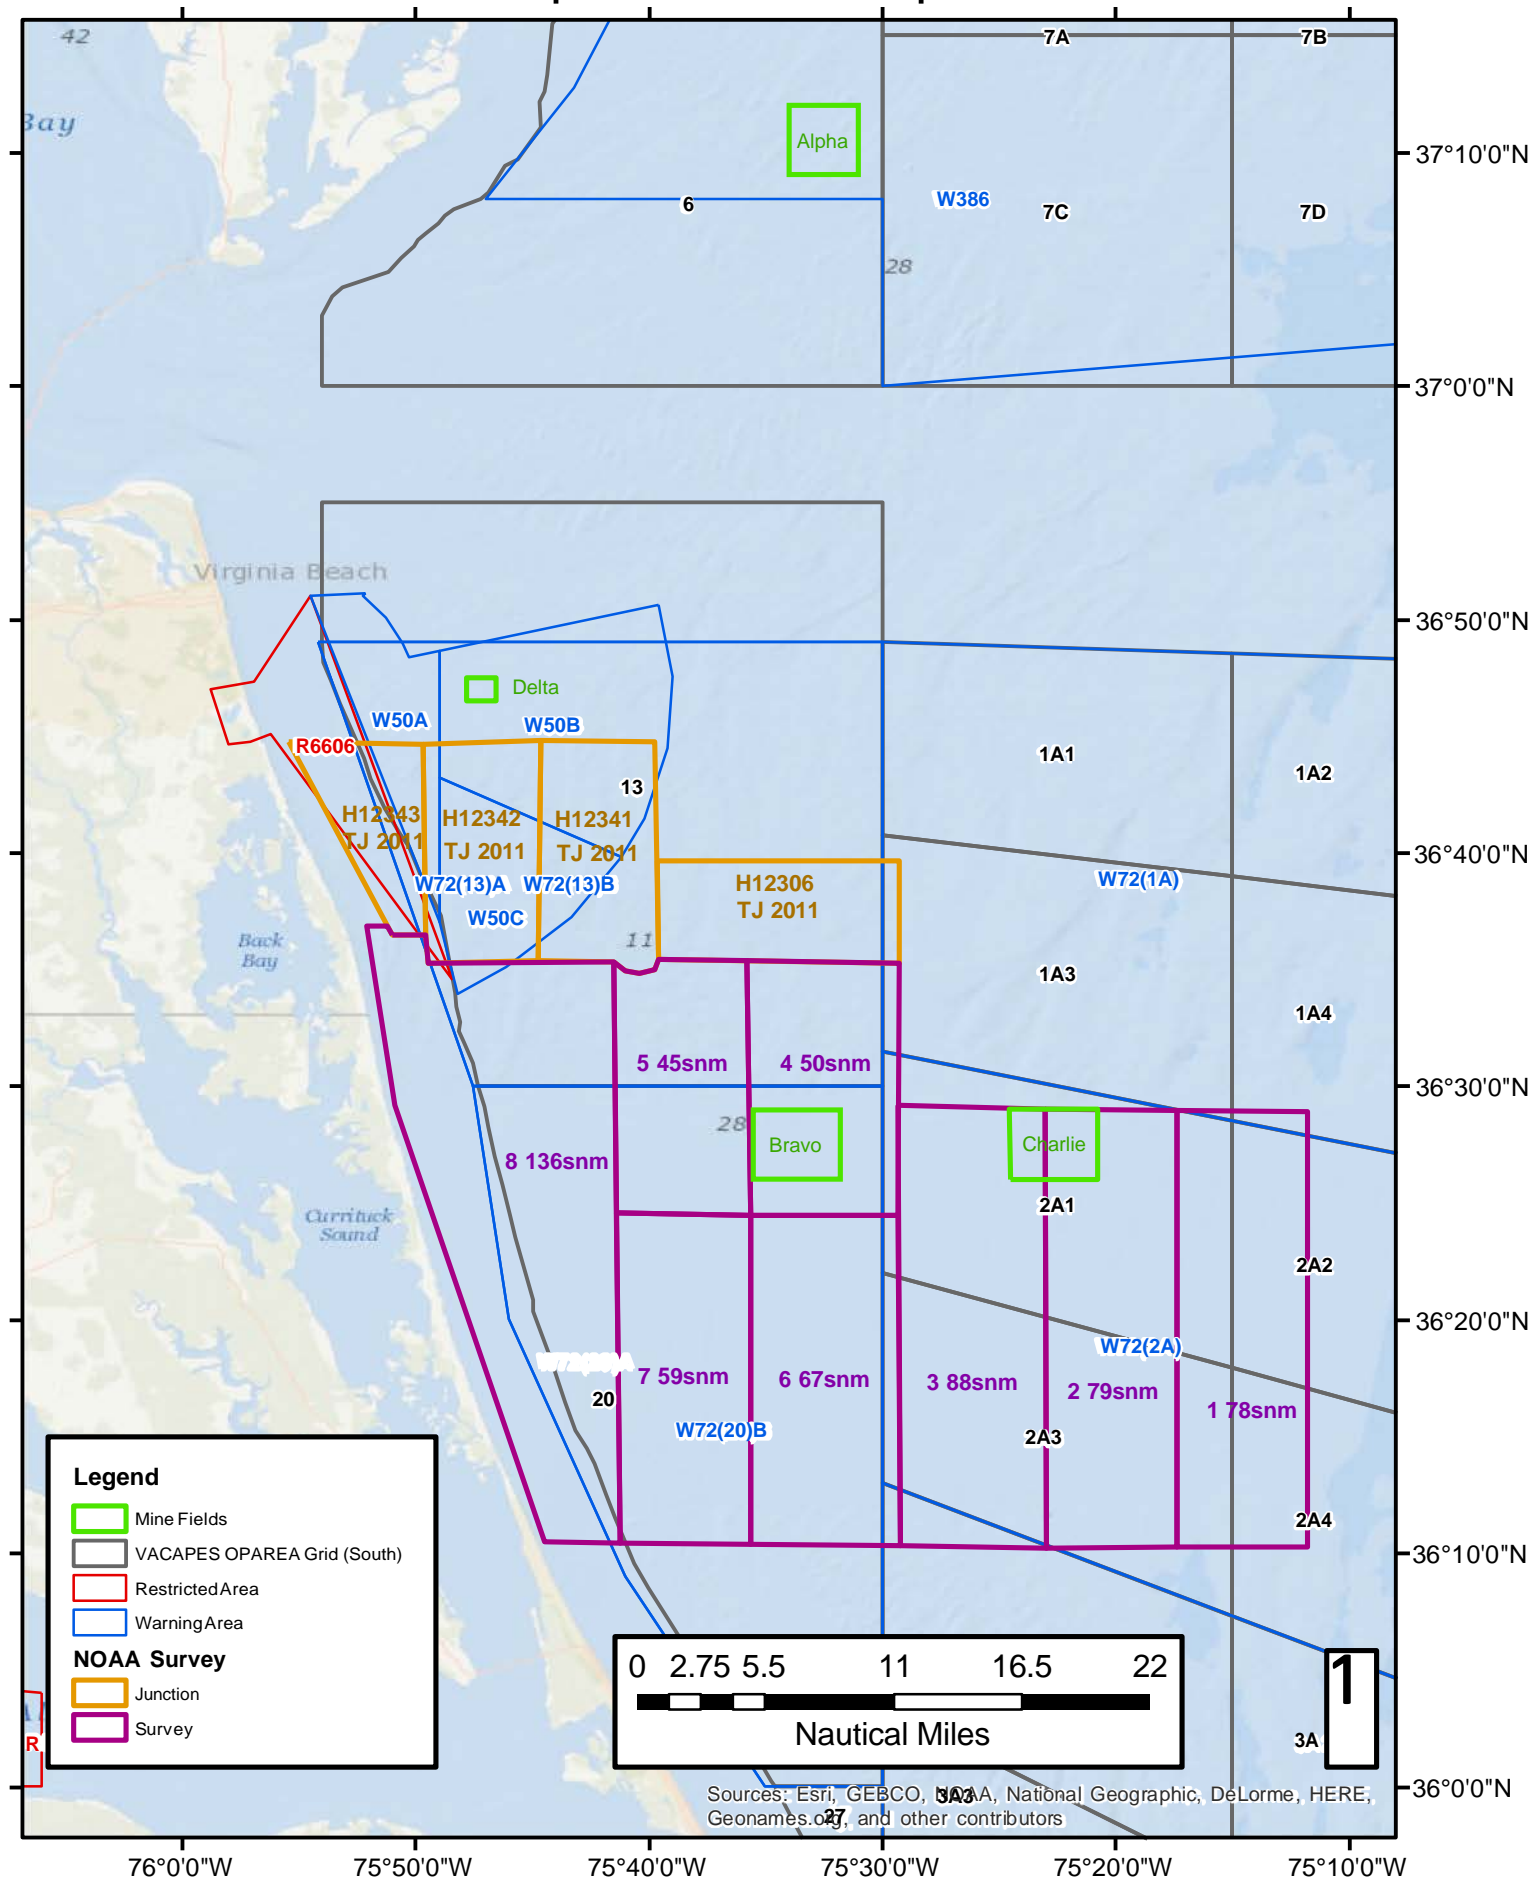 42
7A
7B
Bay
Alpha
37°10'0"N
6
W386
7C
7D
28
37°0'0"N
Virginia Beach
36°50'0"N
Delta
W50A
W50B
R6606
1A1
1A2
13
H12343
TJ 2011
H12342
TJ 2011
H12341
TJ 2011
36°40'0"N
W72(13)A
W72(13)B
H12306
TJ 2011
W72(1A)
W50C
Back
Bay
11
1A3
1A4
5 45snm
4 50snm
36°30'0"N
28
Bravo
Charlie
8 136snm
2A1
Currituck
Sound
2A2
36°20'0"N
W72(2A)
7 59snm
6 67snm
3 88snm
2 79snm
1 78snm
20
W72(20)B
2A3
2A4
36°10'0"N
Legend
Mine Fields
VACAPES OPAREA Grid (South)
Restricted Area
Warning Area
NOAA Survey
Junction
Survey
R
0 2.75 5.5 11 16.5 22
Nautical Miles
1
3A
36°0'0"N
3A3
Sources: Esri, GEBCO, NOAA, National Geographic, DeLorme, HERE,
Geonames.org, and other contributors
27
76°0'0"W
75°50'0"W
75°40'0"W
75°30'0"W
75°20'0"W
75°10'0"W